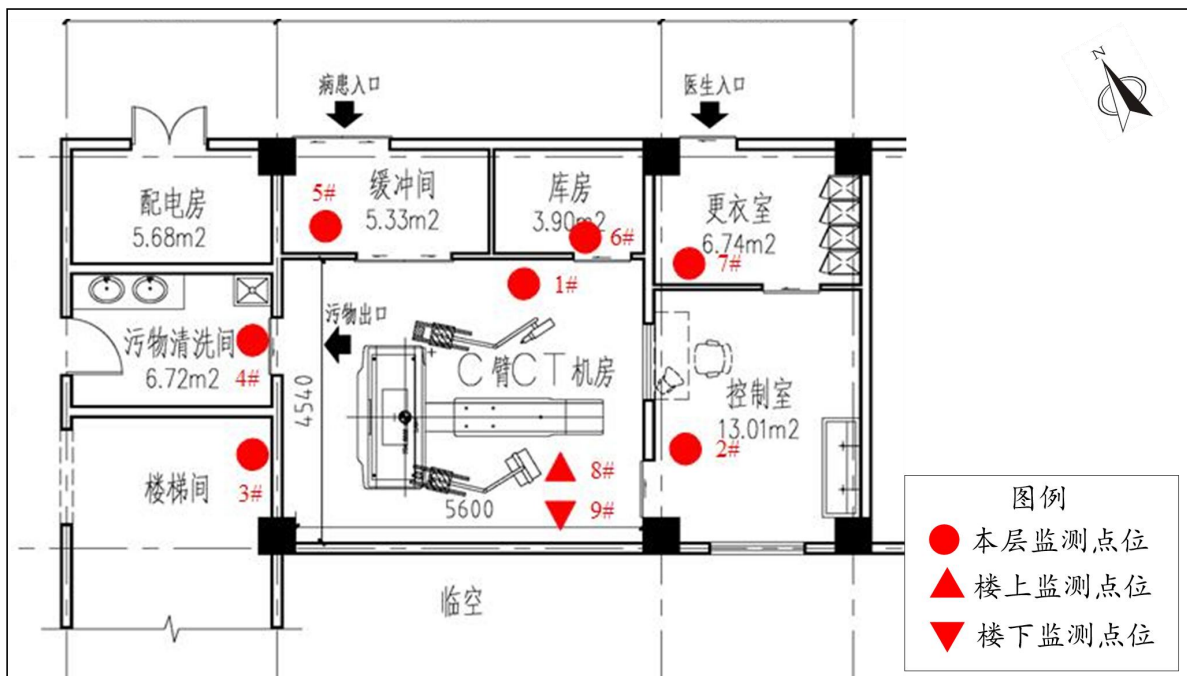 N
病患入口
医生入口
配电房
5.68m2
5#
缓冲间
5.33m2
库房
3.90m2
6#
更衣室
6.74m2
7#
1#
污物出口
污物清洗间
6.72m2
4#
C臂CT机房
4540
控制室
13.01m2
2#
楼梯间
3#
8#
9#
5600
临空
图例
本层监测点位
楼上监测点位
楼下监测点位